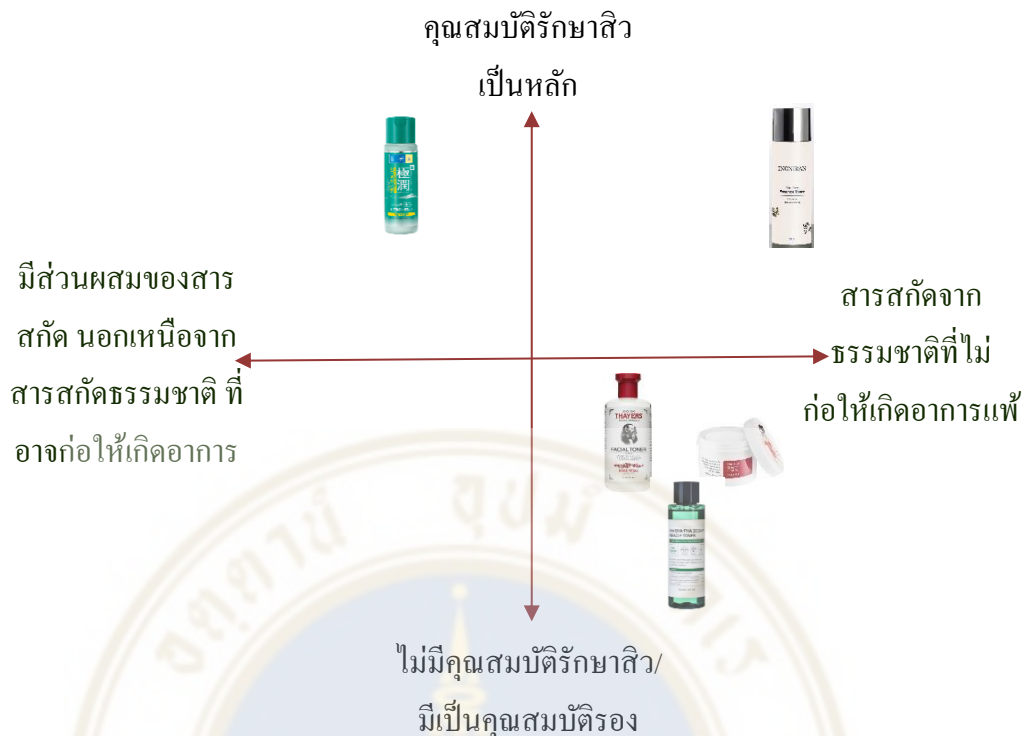 คุณสมบัติรักษาสิว
เป็นหลัก
極
潤
มีส่วนผสมของสาร
สกัด นอกเหนือจาก
สารสกัดธรรมชาติ ที่
อาจก่อให้เกิดอาการ
สารสกัดจาก
ธรรมชาติที่ไม่
ก่อให้เกิดอาการแพ้
THAYERS
FACIAL TONER
ไม่มีคุณสมบัติรักษาสิว/
มีเป็นคุณสมบัติรอง